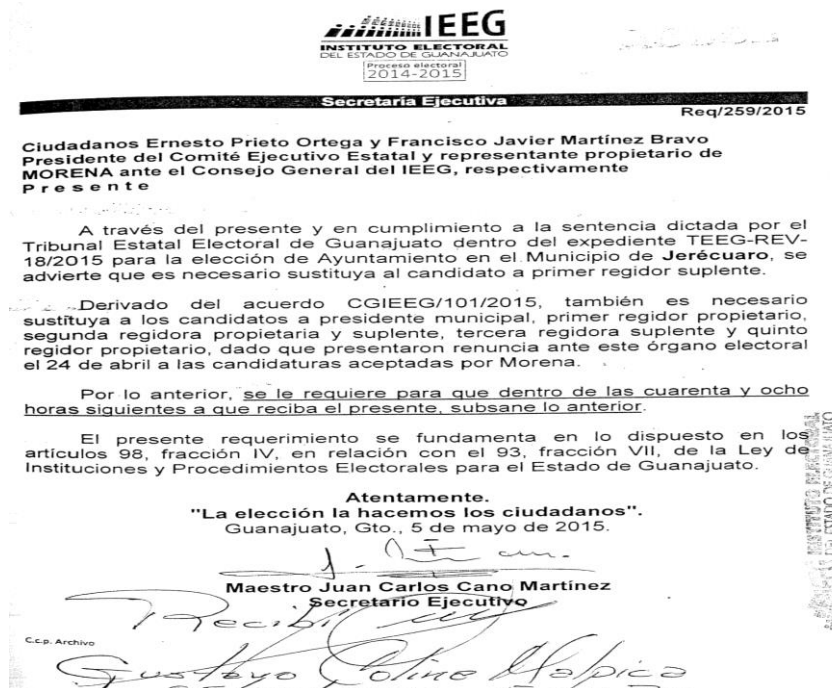 IEEG
INSTITUTO ELECTORAL
DEL ESTADO DE GUANAJUATO
Proceso electoral
2014-2015
Secretaría Ejecutiva
Req/259/2015
Ciudadanos Ernesto Prieto Ortega y Francisco Javier Martínez Bravo
Presidente del Comité Ejecutivo Estatal y representante propietario de
MORENA ante el Consejo General del IEEG, respectivamente
P r e s e n t e
A través del presente y en cumplimiento a la sentencia dictada por el
Tribunal Estatal Electoral de Guanajuato dentro del expediente TEEG-REV-
18/2015 para la elección de Ayuntamiento en el Municipio de Jerécuaro, se
advierte que es necesario sustituya al candidato a primer regidor suplente.
Derivado del acuerdo CGIEEG/101/2015, también es necesario
sustituya a los candidatos a presidente municipal, primer regidor propietario,
segunda regidora propietaria y suplente, tercera regidora suplente y quinto
regidor propietario, dado que presentaron renuncia ante este órgano electoral
el 24 de abril a las candidaturas aceptadas por Morena.
Por lo anterior, se le requiere para que dentro de las cuarenta y ocho
horas siguientes a que reciba el presente, subsane lo anterior.
El presente requerimiento se fundamenta en lo dispuesto en los
artículos 98, fracción IV, en relación con el 93, fracción VII, de la Ley de
Instituciones y Procedimientos Electorales para el Estado de Guanajuato.
Atentamente.
"La elección la hacemos los ciudadanos".
Guanajuato, Gto., 5 de mayo de 2015.
Maestro Juan Carlos Cano Martínez
Secretario Ejecutivo
Recibí
C.c.p. Archivo
Gustavo Coline Malpica
INSTITUTO ELECTORAL
DEL ESTADO DE GUANAJUATO